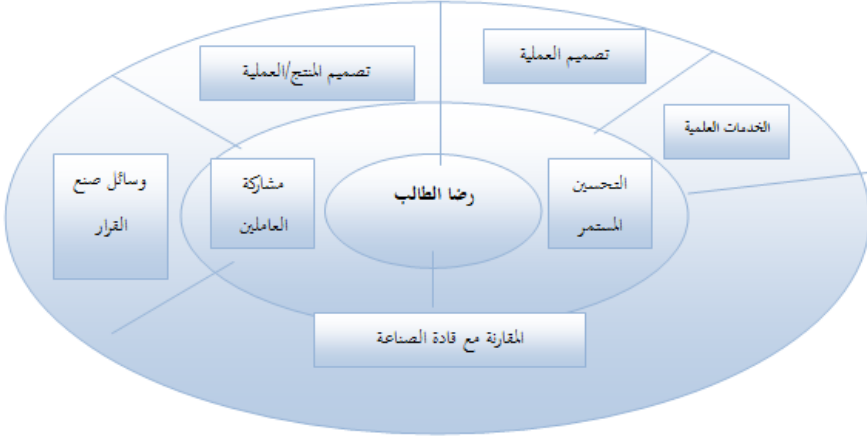 تصميم العملية
تصميم المنتج/العملية
الخدمات العلمية
التحسين
المستمر
رضا الطالب
مشاركة
العاملين
وسائل صنع
القرار
المقارنة مع قادة الصناعة